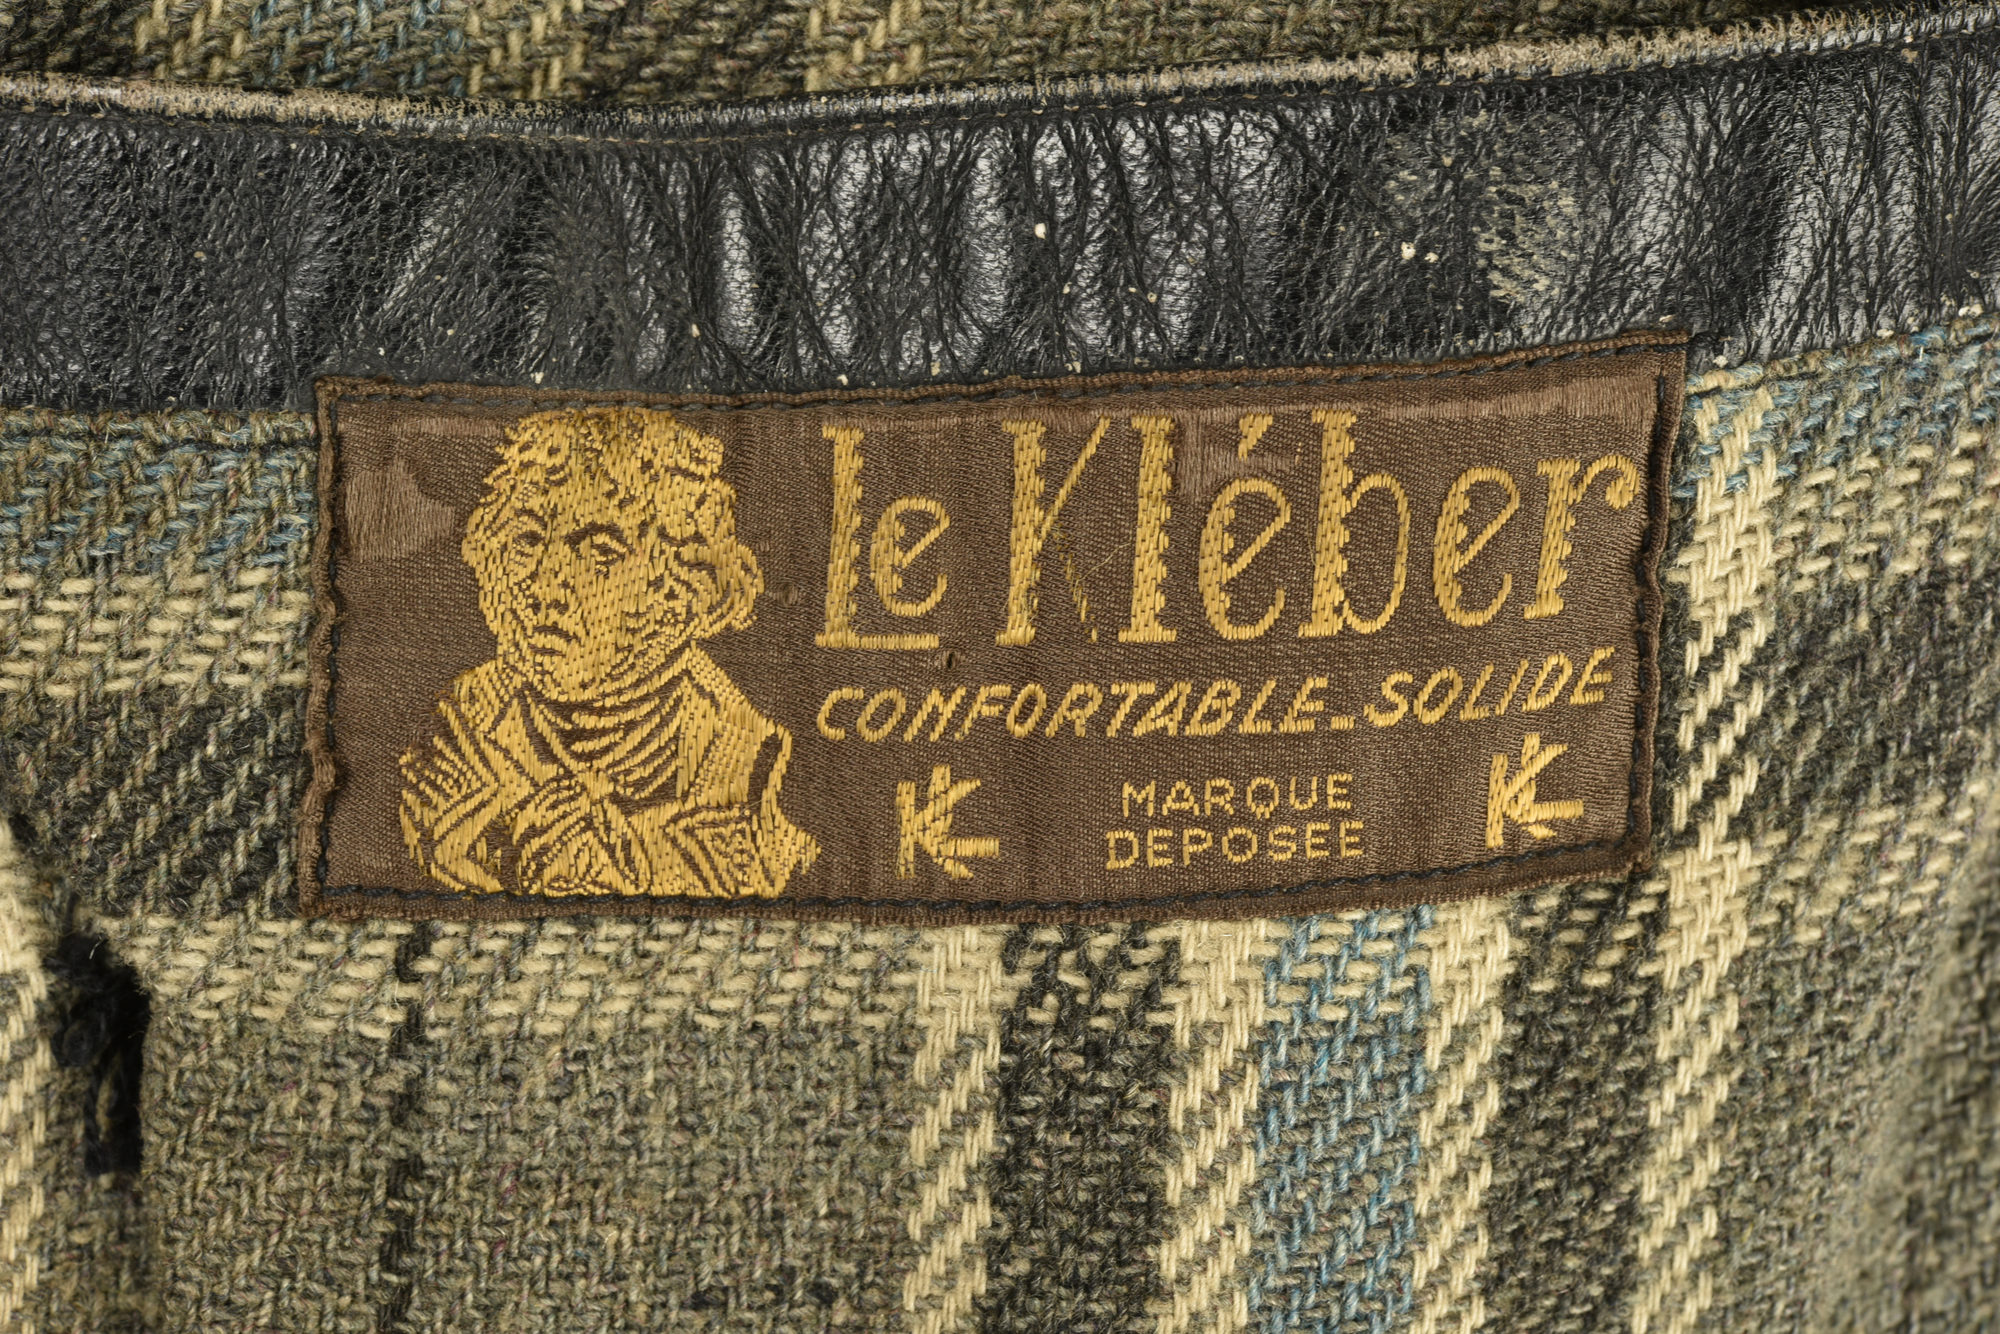 Le Kléber
CONFORTABLE_SOLIDE
K MARQUE K
DEPOSEE